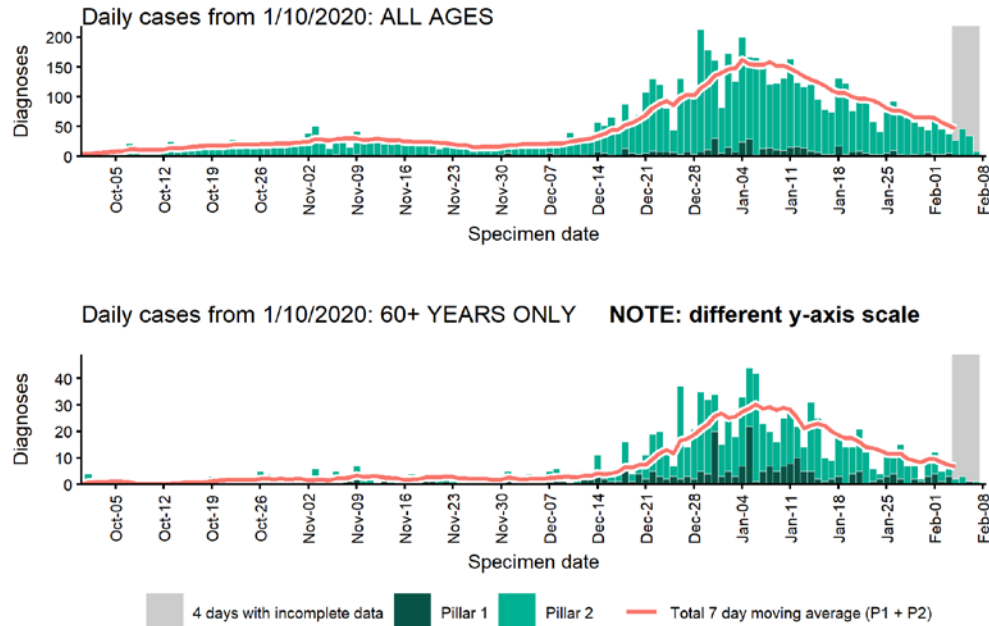 Daily cases from 1/10/2020: ALL AGES
Diagnoses
200
150
100
50
0
Oct-05
Oct-12
Oct-19
Oct-26
Nov-02
Nov-09
Nov-16
Nov-23
Nov-30
Dec-07
Dec-14
Dec-21
Dec-28
Jan-04
Jan-11
Jan-18
Jan-25
Feb-01
Feb-08
Specimen date
Daily cases from 1/10/2020: 60+ YEARS ONLY NOTE: different y-axis scale
Diagnoses
40
30
20
10
0
Oct-05
Oct-12
Oct-19
Oct-26
Nov-02
Nov-09
Nov-16
Nov-23
Nov-30
Dec-07
Dec-14
Dec-21
Dec-28
Jan-04
Jan-11
Jan-18
Jan-25
Feb-01
Feb-08
Specimen date
4 days with incomplete data Pillar 1 Pillar 2 Total 7 day moving average (P1 + P2)